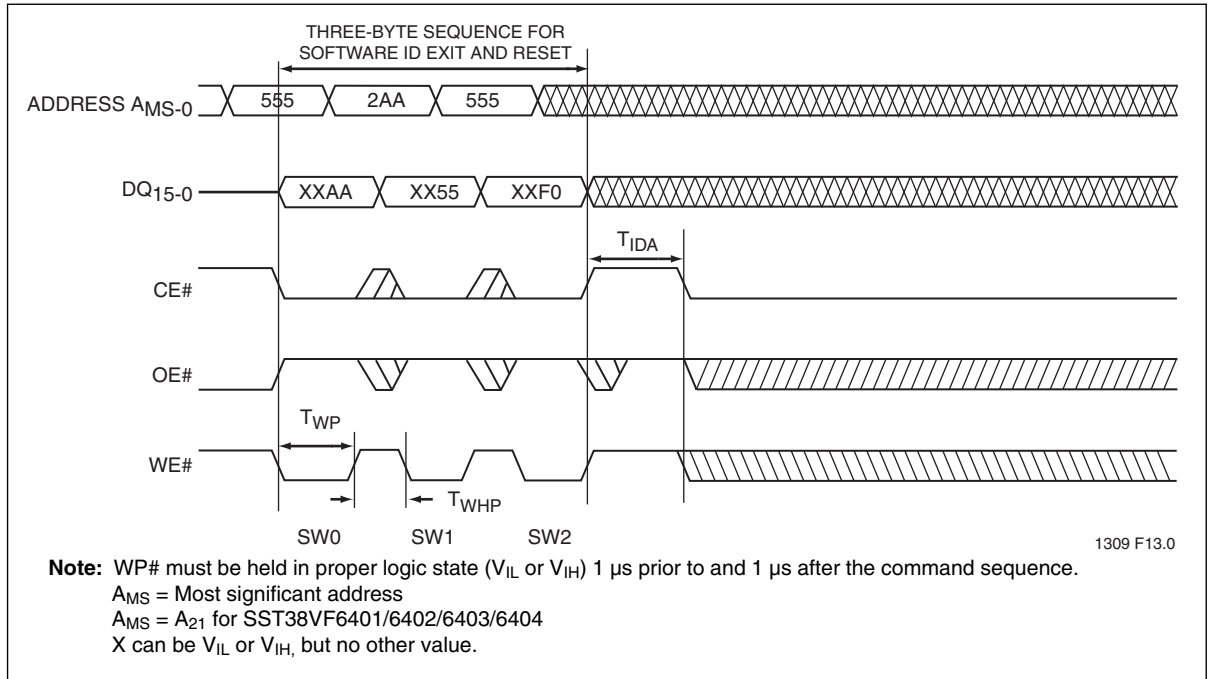 THREE-BYTE SEQUENCE FOR
SOFTWARE ID EXIT AND RESET
ADDRESS AMS-0 555 2AA 555
DQ15-0 XXAA XX55 XXF0
TIDA
CE#
OE#
TWP
WE#
TWHP
SW0 SW1 SW2
1309 F13.0
Note: WP# must be held in proper logic state (VIL or VIH) 1 µs prior to and 1 µs after the command sequence.
AMS = Most significant address
AMS = A21 for SST38VF6401/6402/6403/6404
X can be VIL or VIH, but no other value.